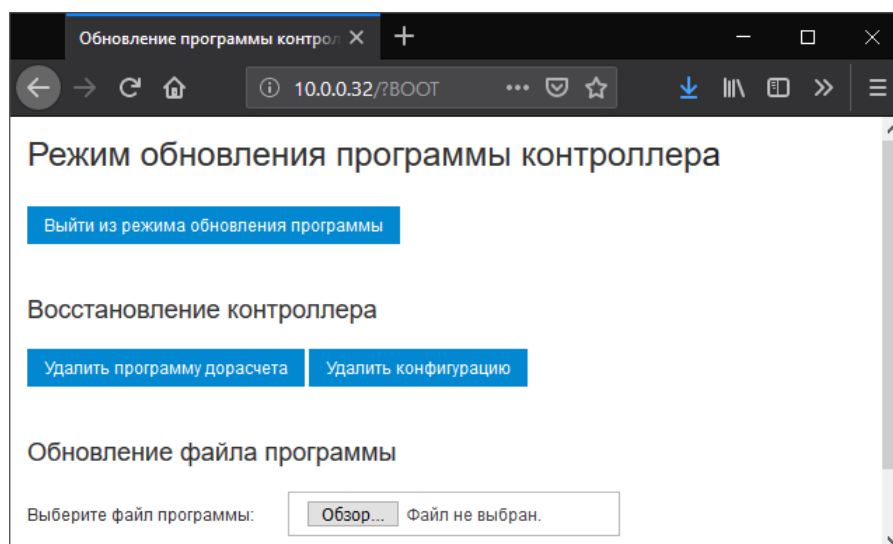 Обновление программы контрол
10.0.0.32/?BOOT
Режим обновления программы контроллера
Выйти из режима обновления программы
Восстановление контроллера
Удалить программу дорасчета Удалить конфигурацию
Обновление файла программы
Выберите файл программы: Обзор... Файл не выбран.